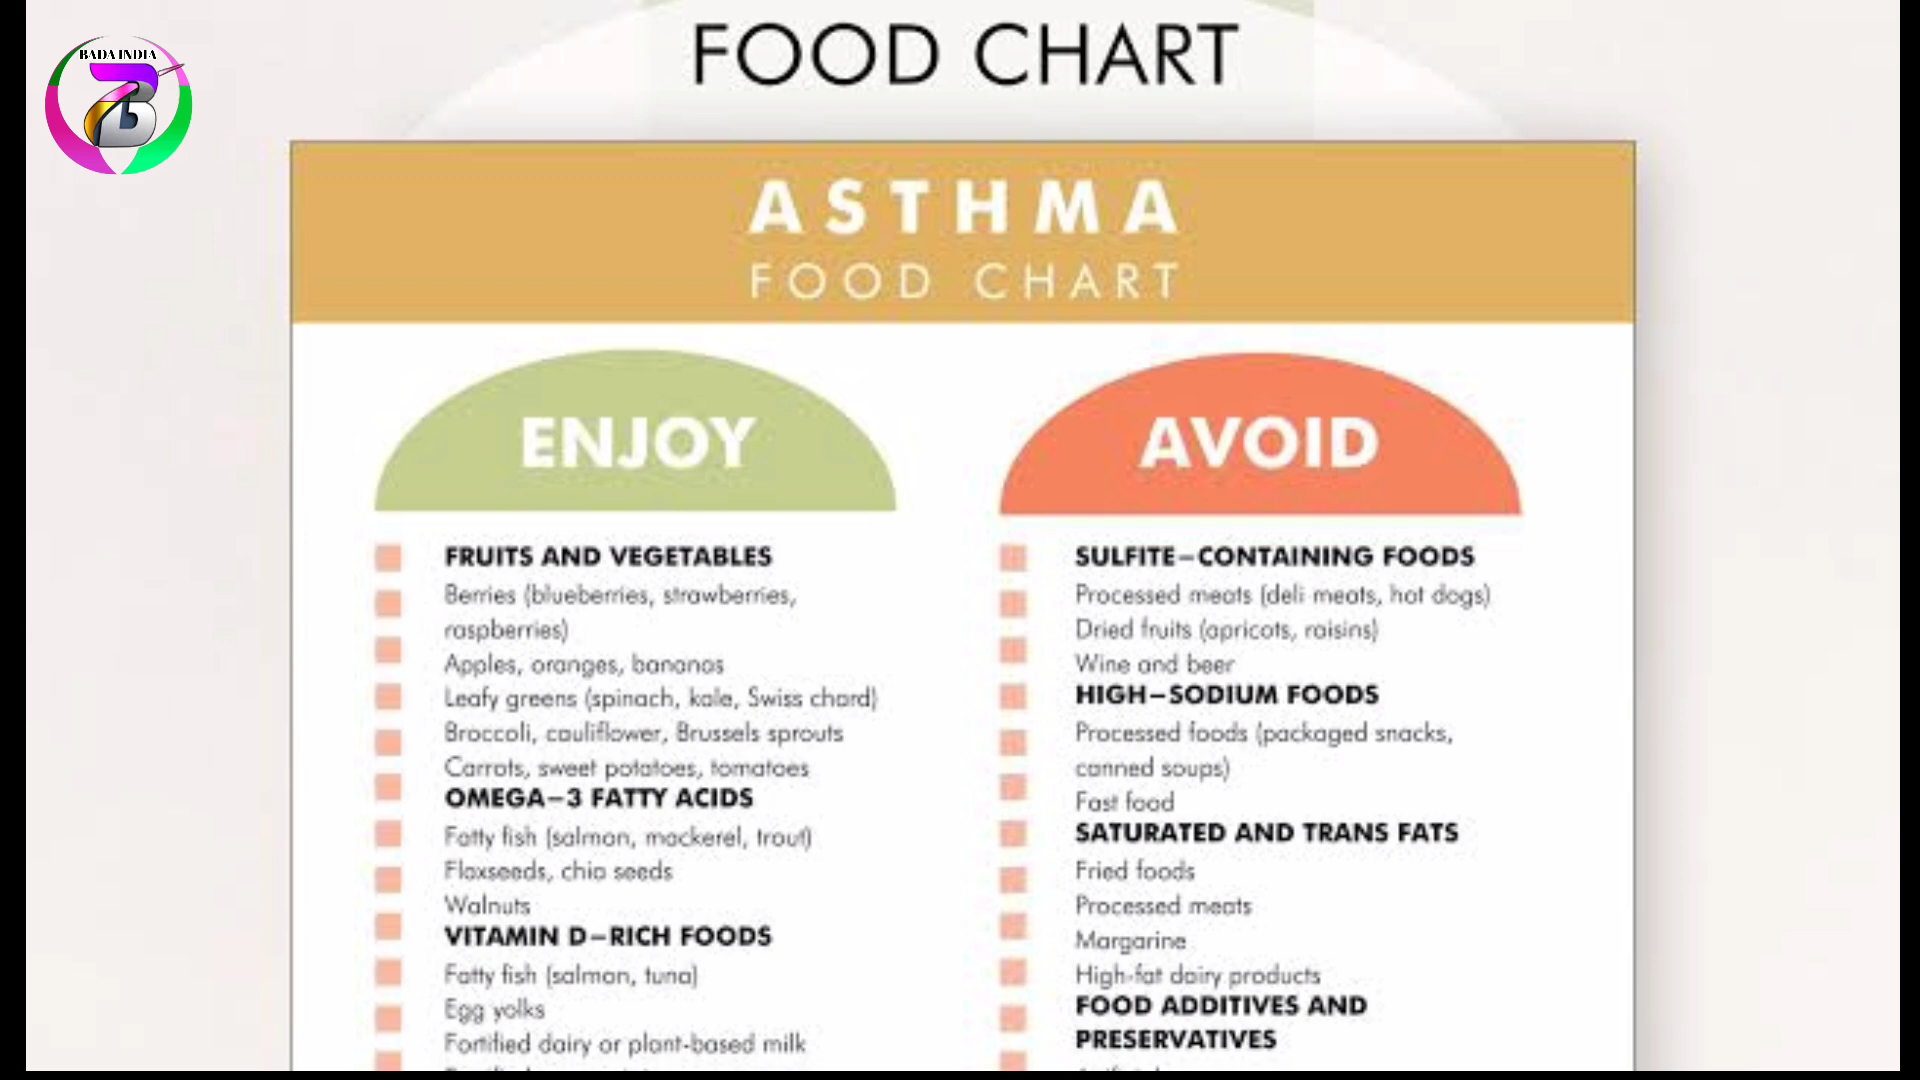 BADA INDIA
B
FOOD CHART
ASTHMA
FOOD CHART
ENJOY
FRUITS AND VEGETABLES
Berries (blueberries, strawberries,
raspberries)
Apples, oranges, bananas
Leafy greens (spinach, kale, Swiss chard)
Broccoli, cauliflower, Brussels sprouts
Carrots, sweet potatoes, tomatoes
OMEGA-3 FATTY ACIDS
Fatty fish (salmon, mackerel, trout)
Flaxseeds, chia seeds
Walnuts
VITAMIN D-RICH FOODS
Fatty fish (salmon, tuna)
Egg yolks
Fortified dairy or plant-based milk
AVOID
SULFITE-CONTAINING FOODS
Processed meats (deli meats, hot dogs)
Dried fruits (apricots, raisins)
Wine and beer
HIGH-SODIUM FOODS
Processed foods (packaged snacks,
canned soups)
Fast food
SATURATED AND TRANS FATS
Fried foods
Processed meats
Margarine
High-fat dairy products
FOOD ADDITIVES AND
PRESERVATIVES